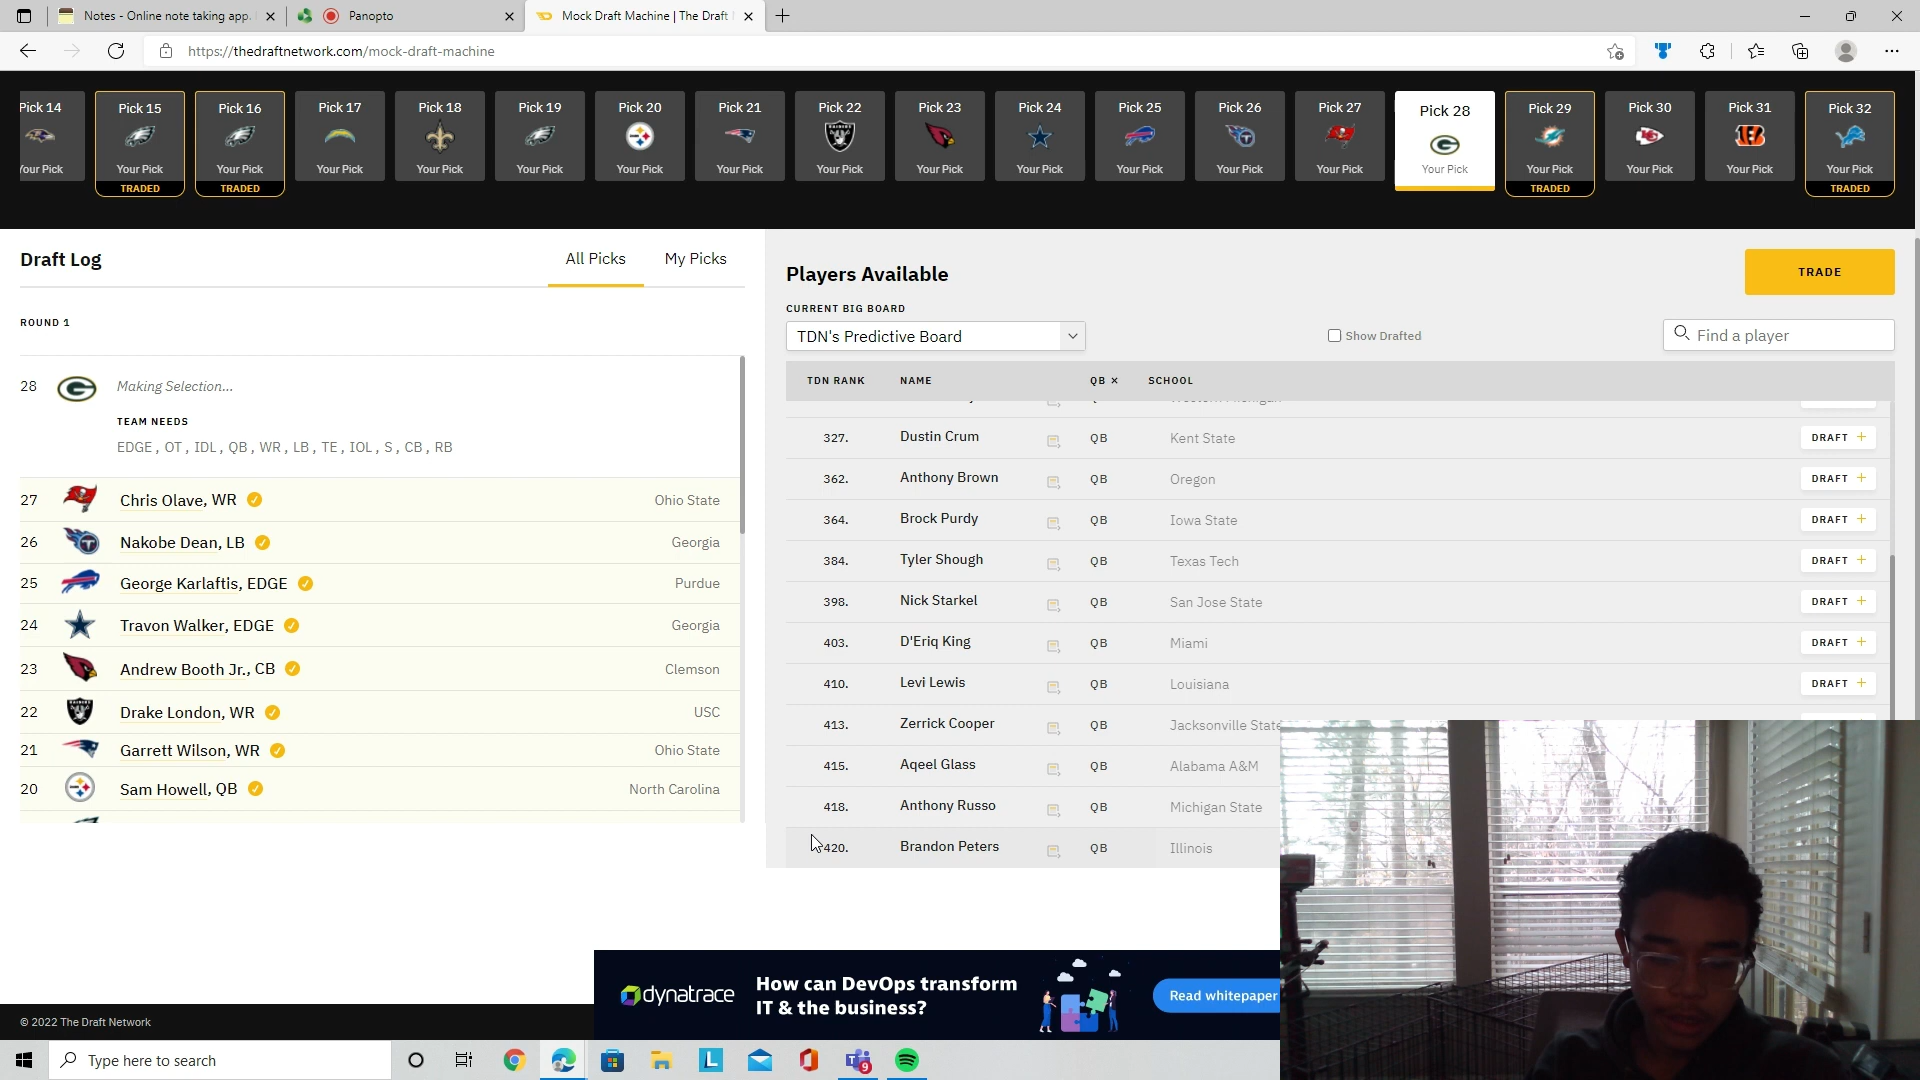 Notes - Online note taking app.
Panopto
Mock Draft Machine | The Draft
https://thedraftnetwork.com/mock-draft-machine
Pick 14
Your Pick
Pick 15
Your Pick
TRADED
Pick 16
Your Pick
TRADED
Pick 17
Your Pick
Pick 18
Your Pick
Pick 19
Your Pick
Pick 20
Your Pick
Pick 21
Your Pick
Pick 22
Your Pick
Pick 23
Your Pick
Pick 24
Your Pick
Pick 25
Your Pick
Pick 26
Your Pick
Pick 27
Your Pick
Pick 28
Your Pick
Pick 29
Your Pick
TRADED
Pick 30
Your Pick
Pick 31
Your Pick
Pick 32
Your Pick
TRADED
Draft Log
All Picks
My Picks
ROUND 1
28 Making Selection...
TEAM NEEDS
EDGE, OT, IDL, QB, WR, LB, TE, IOL, S, CB, RB
27 Chris Olave, WR Ohio State
26 Nakobe Dean, LB Georgia
25 George Karlaftis, EDGE Purdue
24 Travon Walker, EDGE Georgia
23 Andrew Booth Jr., CB Clemson
22 Drake London, WR USC
21 Garrett Wilson, WR Ohio State
20 Sam Howell, QB North Carolina
Players Available
TRADE
CURRENT BIG BOARD
TDN's Predictive Board
Show Drafted
Find a player
TDN RANK NAME QB × SCHOOL
327. Dustin Crum QB Kent State DRAFT +
362. Anthony Brown QB Oregon DRAFT +
364. Brock Purdy QB Iowa State DRAFT +
384. Tyler Shough QB Texas Tech DRAFT +
398. Nick Starkel QB San Jose State DRAFT +
403. D'Eriq King QB Miami DRAFT +
410. Levi Lewis QB Louisiana DRAFT +
413. Zerrick Cooper QB Jacksonville State
415. Aqeel Glass QB Alabama A&M
418. Anthony Russo QB Michigan State
420. Brandon Peters QB Illinois
dynatrace
How can DevOps transform
IT & the business?
Read whitepaper
© 2022 The Draft Network
Type here to search
L
9